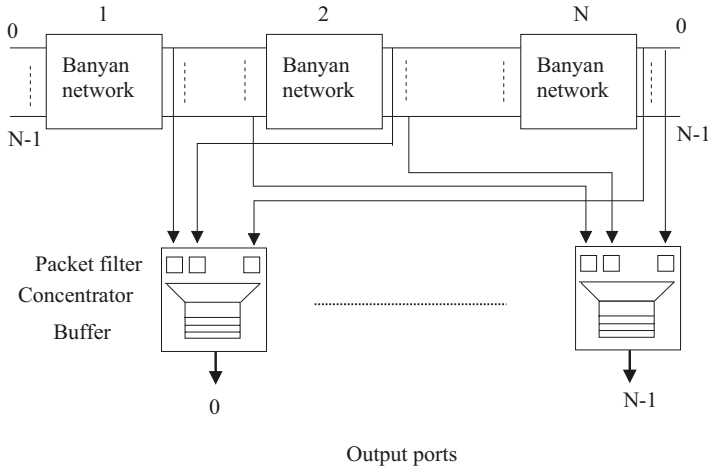 1
2
N
0
0
Banyan
network
Banyan
network
Banyan
network
N-1
N-1
Packet filter
Concentrator
Buffer
0
N-1
Output ports